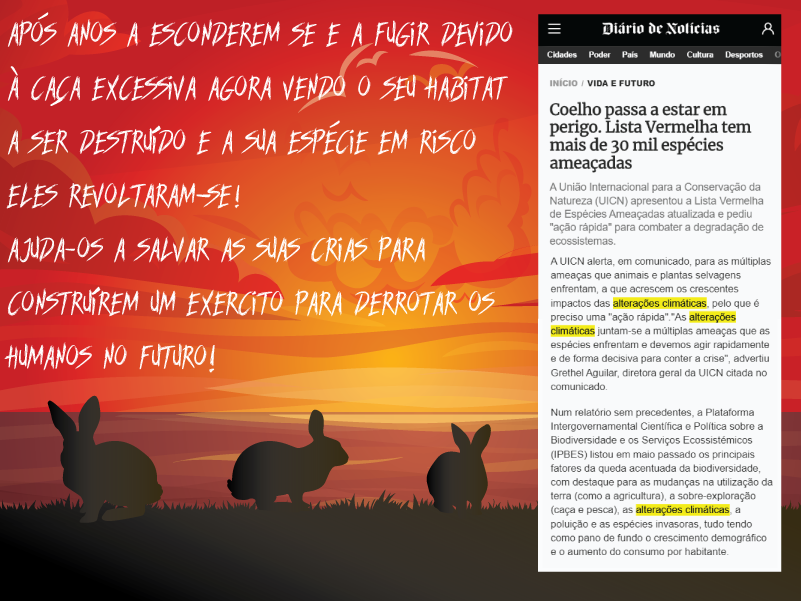 APÓS ANOS A ESCONDEREM SE E A FUGIR DEVIDO
À CAÇA EXCESSIVA AGORA VENDO O SEU HABITAT
A SER DESTRUÍDO E A SUA ESPÉCIE EM RISCO
ELES REVOLTARAM-SE!
AJUDA-OS A SALVAR AS SUAS CRIAS PARA
CONSTRUÍREM UM EXERCITO PARA DERROTAR OS
HUMANOS NO FUTURO!
Diário de Notícias
Cidades Poder País Mundo Cultura Desportos
INÍCIO / VIDA E FUTURO
Coelho passa a estar em
perigo. Lista Vermelha tem
mais de 30 mil espécies
ameaçadas
A União Internacional para a Conservação da
Natureza (UICN) apresentou a Lista Vermelha
de Espécies Ameaçadas atualizada e pediu
"ação rápida" para combater a degradação de
ecossistemas.
A UICN alerta, em comunicado, para as múltiplas
ameaças que animais e plantas selvagens
enfrentam, a que acrescem os crescentes
impactos das alterações climáticas, pelo que é
preciso uma "ação rápida"."As alterações
climáticas juntam-se a múltiplas ameaças que as
espécies enfrentam e devemos agir rapidamente
e de forma decisiva para conter a crise", advertiu
Grethel Aguilar, diretora geral da UICN citada no
comunicado.
Num relatório sem precedentes, a Plataforma
Intergovernamental Científica e Política sobre a
Biodiversidade e os Serviços Ecossistémicos
(IPBES) listou em maio passado os principais
fatores da queda acentuada da biodiversidade,
com destaque para as mudanças na utilização da
terra (como a agricultura), a sobre-exploração
(caça e pesca), as alterações climáticas, a
poluição e as espécies invasoras, tudo tendo
como pano de fundo o crescimento demográfico
e o aumento do consumo por habitante.